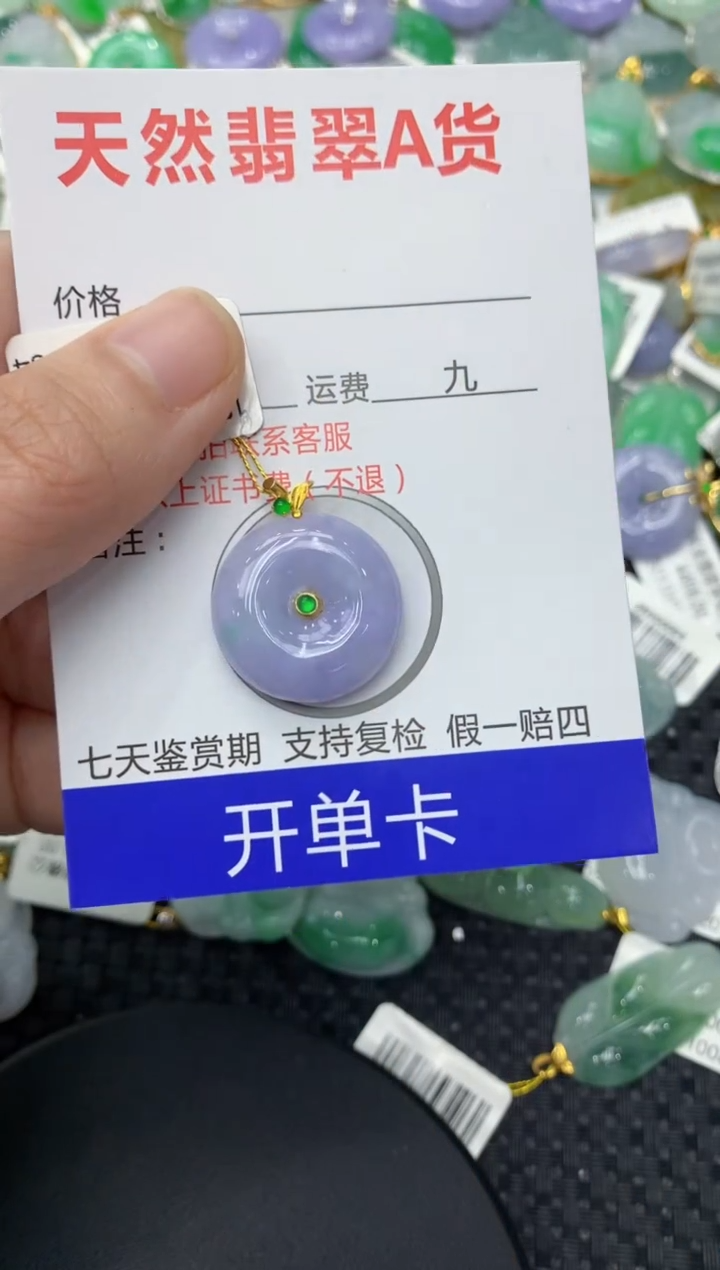 天然翡翠A货
价格
运费 九
系客服
上证书费（不退）
注：
七天鉴赏期 支持复检 假一赔四
开单卡